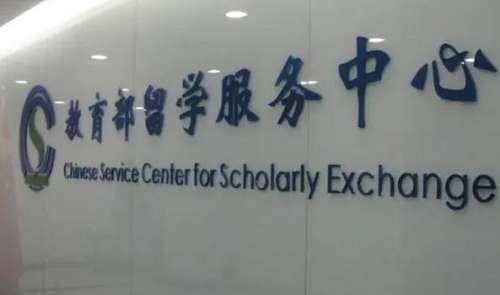 教育部留学服务中心
Chinese Service Center for Scholarly Exchange